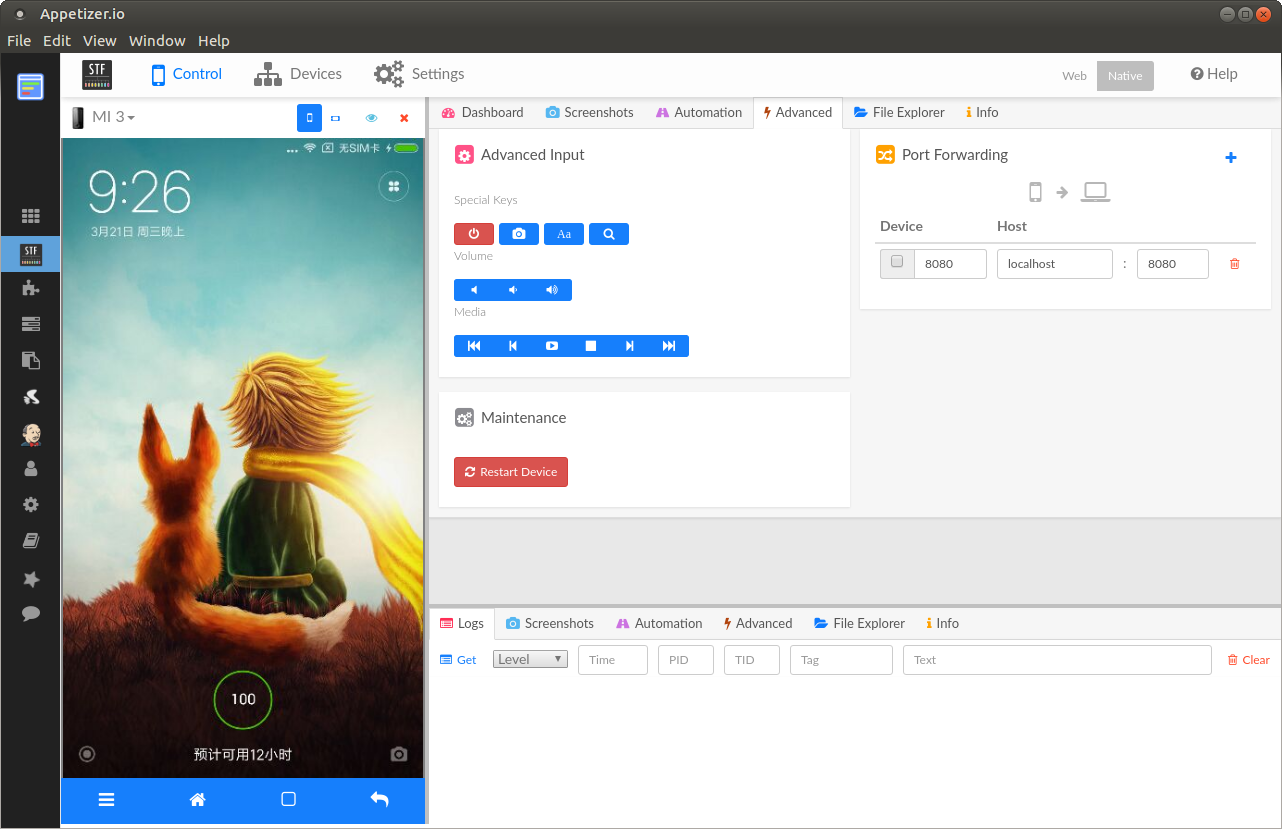 Appetizer.io
File Edit View Window Help
STF Control Devices Settings Web Native Help
MI 3
Dashboard Screenshots Automation Advanced File Explorer Info
无SIM卡
9:26
3月21日 周三晚上
STF
100
预计可用12小时
Advanced Input
Special Keys
Aa
Volume
Media
Maintenance
Restart Device
Port Forwarding
Device Host
8080 localhost : 8080
Logs Screenshots Automation Advanced File Explorer Info
Get Level Time PID TID Tag Text Clear